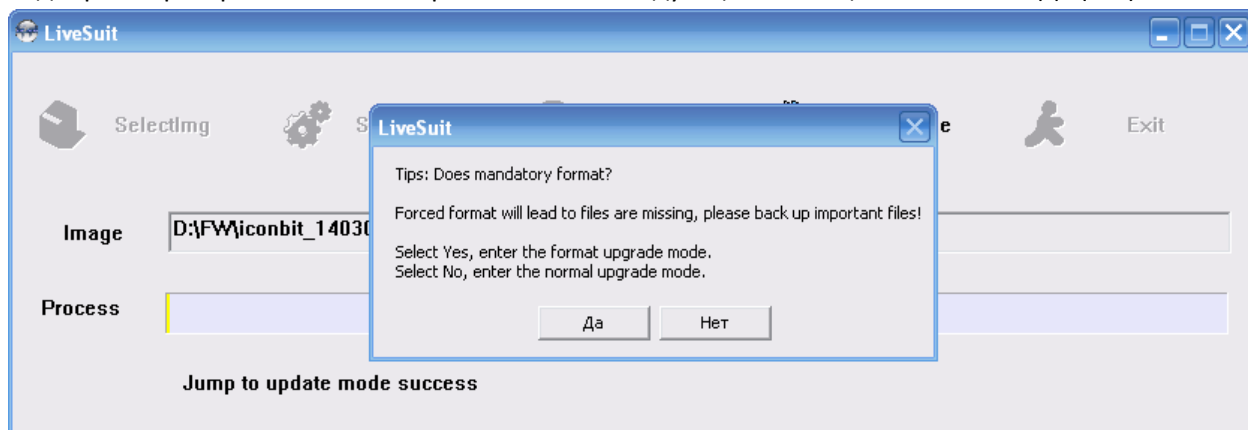 LiveSuit
SelectImg
Exit
LiveSuit
Tips: Does mandatory format?
Forced format will lead to files are missing, please back up important files!
Select Yes, enter the format upgrade mode.
Select No, enter the normal upgrade mode.
Да Нет
Image D:\FW\iconbit_1403
Process
Jump to update mode success